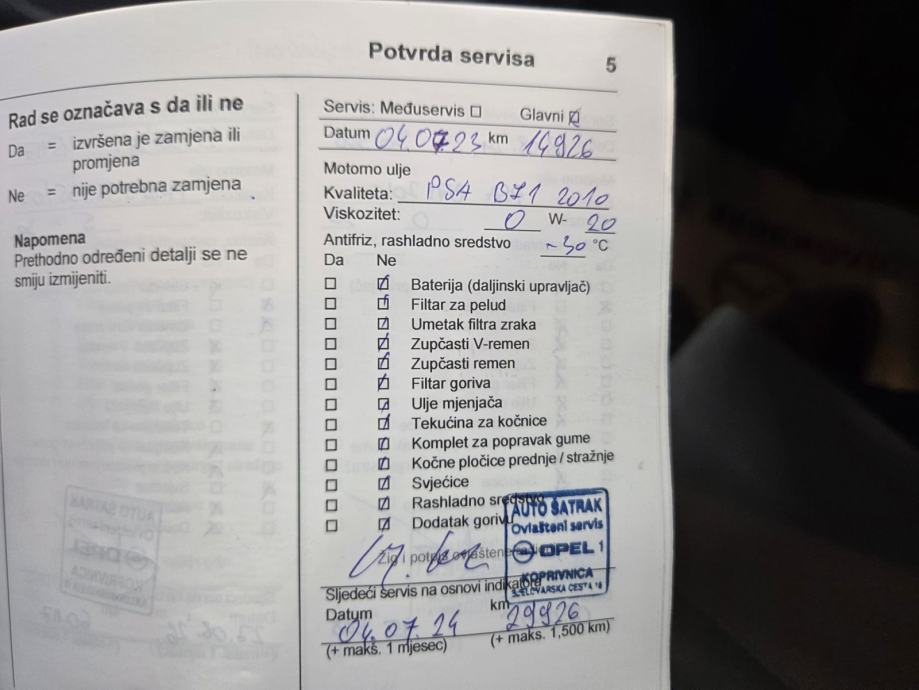 Potvrda servisa 5
Rad se označava s da ili ne
Da = izvršena je zamjena ili
promjena
Ne = nije potrebna zamjena
Napomena
Prethodno određeni detalji se ne
smiju izmijeniti.
Servis: Međuservis Glavni
Datum 04.07.23 km 14926
Motorno ulje
Kvaliteta: PSA B71 2010
Viskozitet: 0 W- 20
Antifriz, rashladno sredstvo -30 °C
Da Ne
Baterija (daljinski upravljač)
Filtar za pelud
Umetak filtra zraka
Zupčasti V-remen
Zupčasti remen
Filtar goriva
Ulje mjenjača
Tekućina za kočnice
Komplet za popravak gume
Kočne pločice prednje / stražnje
Svjećice
Rashladno sredstvo
Dodatak gorivu
AUTO ŠATRAK
Ovlašteni servis
OPEL 1
KOPRIVNICA
Žig i potpis ovlaštene
Sljedeći servis na osnovi indikatora
Datum km
04.07.24 29926
(+ maks. 1 mjesec) (+ maks. 1,500 km)